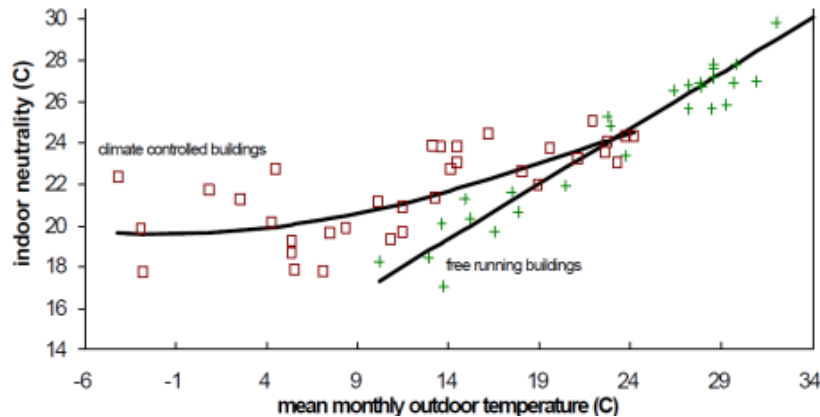 30
28
26
24
22
20
18
16
14
indoor neutrality (C)
climate controlled buildings
free running buildings
-6 -1 4 9 14 19 24 29 34
mean monthly outdoor temperature (C)